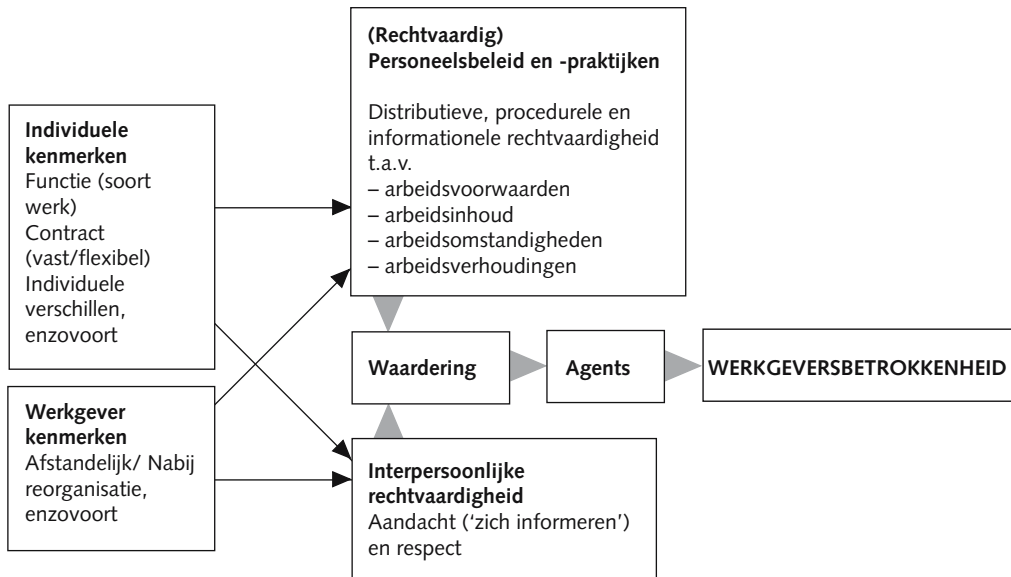 (Rechtvaardig)
Personeelsbeleid en -praktijken
Distributieve, procedurele en
informationele rechtvaardigheid
t.a.v.
– arbeidsvoorwaarden
– arbeidsinhoud
– arbeidsomstandigheden
– arbeidsverhoudingen
Individuele
kenmerken
Functie (soort
werk)
Contract
(vast/flexibel)
Individuele
verschillen,
enzovoort
Waardering
Agents
WERKGEVERSBETROKKENHEID
Werkgever
kenmerken
Afstandelijk/ Nabij
reorganisatie,
enzovoort
Interpersoonlijke
rechtvaardigheid
Aandacht (‘zich informeren’)
en respect